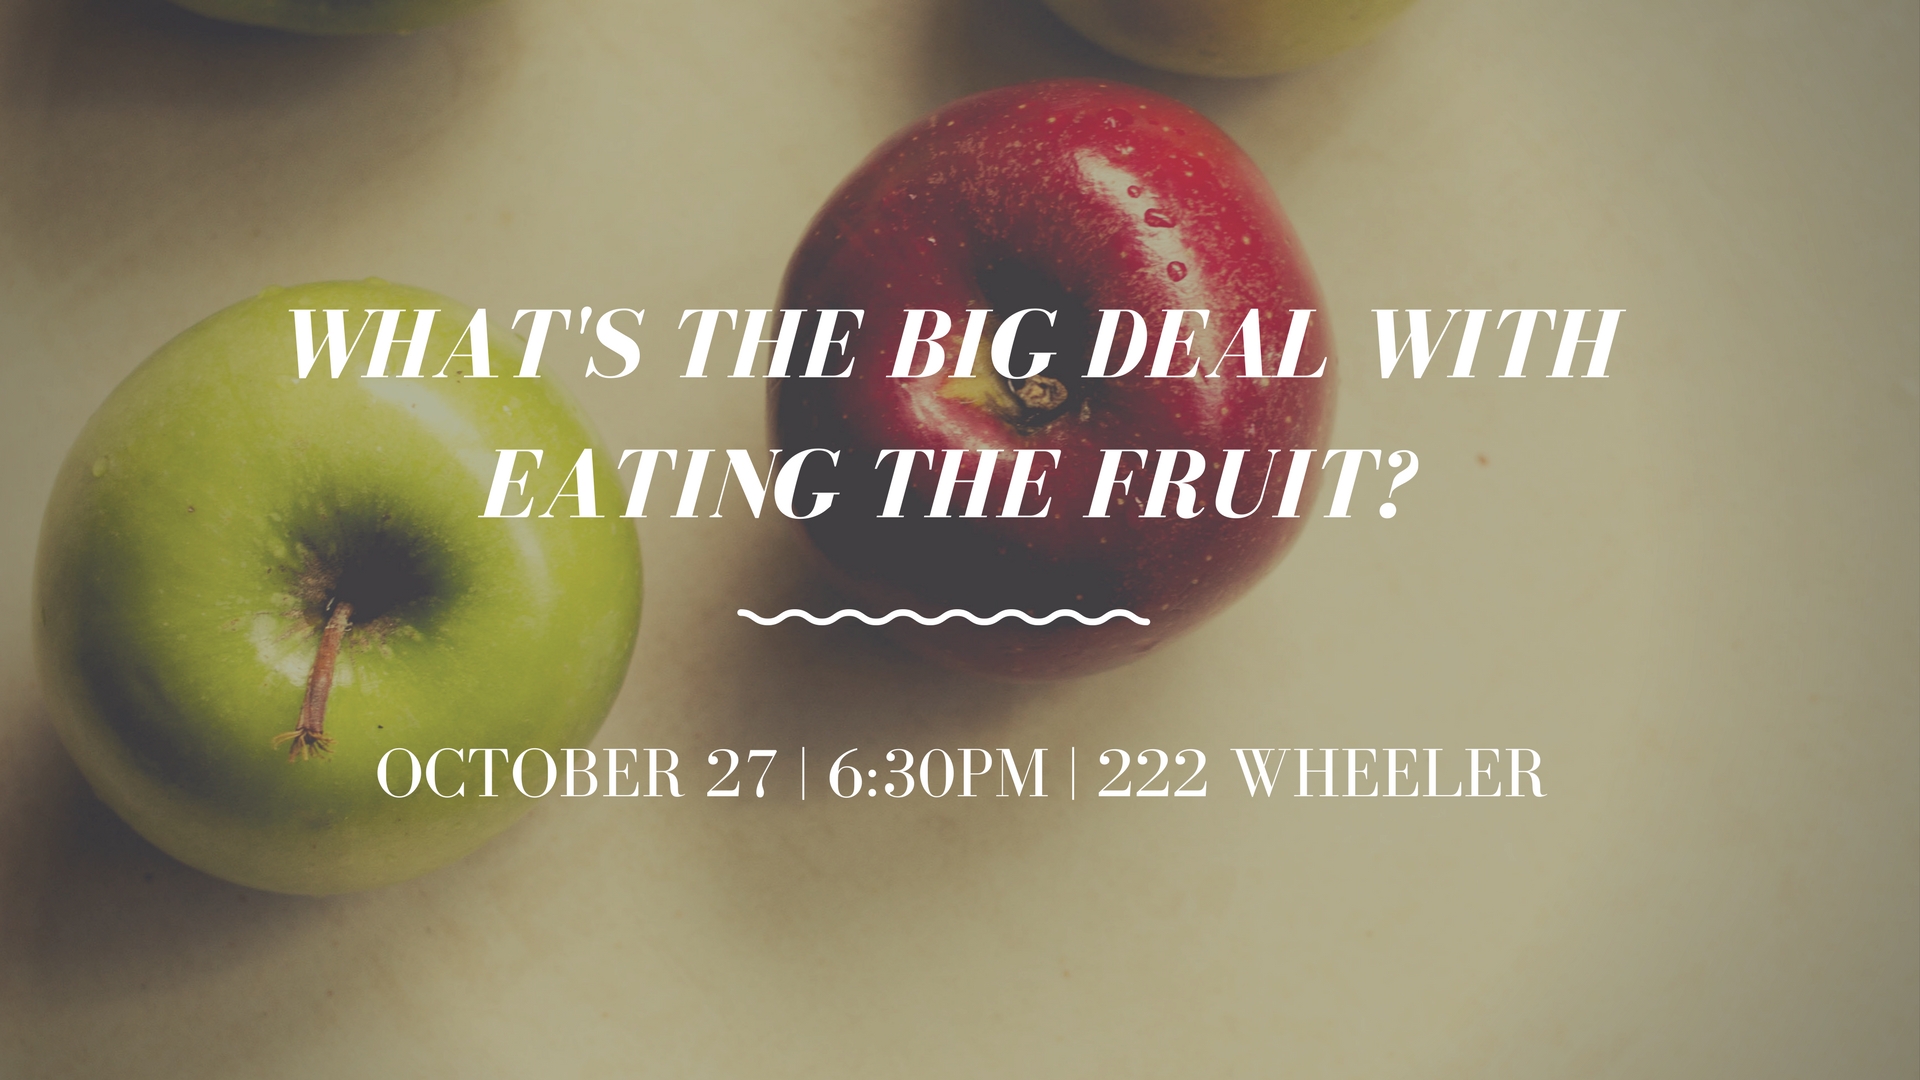 WHAT'S THE BIG DEAL WITH
EATING THE FRUIT?
OCTOBER 27 | 6:30PM | 222 WHEELER